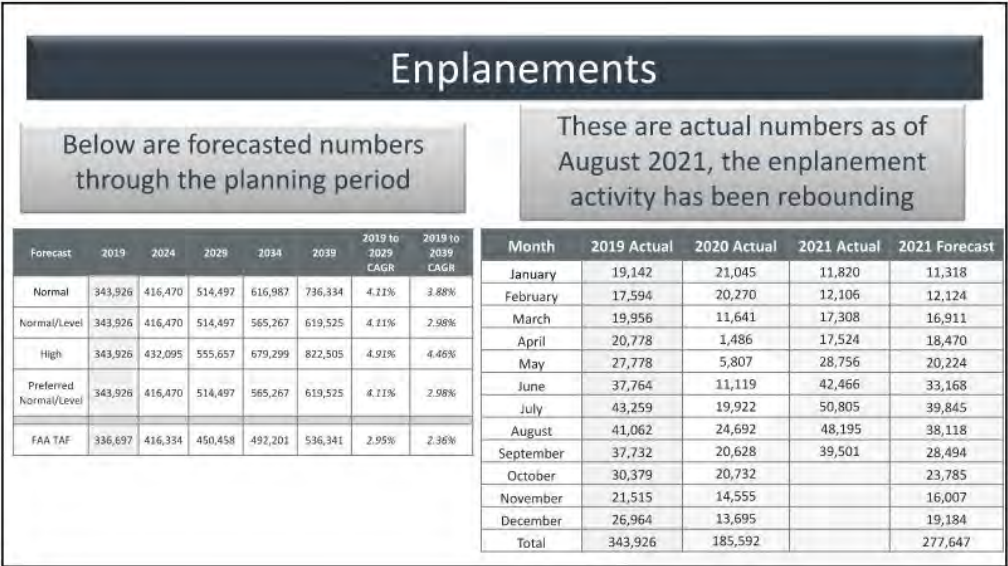 Enplanements
Below are forecasted numbers
through the planning period
These are actual numbers as of
August 2021, the enplanement
activity has been rebounding
Forecast 2019 2024 2029 2034 2039 2019 to 2029 CAGR 2019 to 2039 CAGR
Normal 343,926 416,470 514,497 616,987 736,334 4.11% 3.88%
Normal/Level 343,926 416,470 514,497 565,267 619,525 4.11% 2.98%
High 343,926 432,095 555,657 679,299 822,505 4.91% 4.46%
Preferred Normal/Level 343,926 416,470 514,497 565,267 619,525 4.11% 2.98%
FAA TAF 336,697 416,334 450,458 492,201 536,341 2.95% 2.36%
Month 2019 Actual 2020 Actual 2021 Actual 2021 Forecast
January 19,142 21,045 11,820 11,318
February 17,594 20,270 12,106 12,124
March 19,956 11,641 17,308 16,911
April 20,778 1,486 17,524 18,470
May 27,778 5,807 28,756 20,224
June 37,764 11,119 42,466 33,168
July 43,259 19,922 50,805 39,845
August 41,062 24,692 48,195 38,118
September 37,732 20,628 39,501 28,494
October 30,379 20,732 23,785
November 21,515 14,555 16,007
December 26,964 13,695 19,184
Total 343,926 185,592 277,647